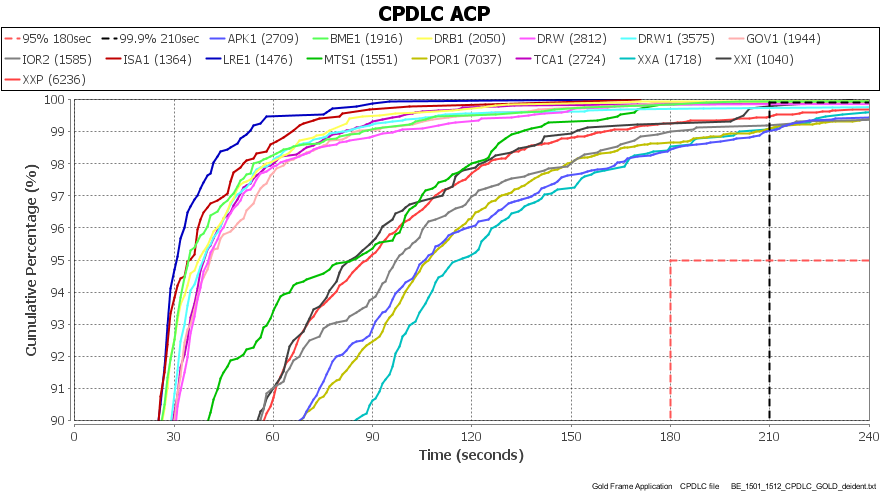 CPDLC ACP
95% 180sec 99.9% 210sec APK1 (2709) BME1 (1916) DRB1 (2050) DRW (2812) DRW1 (3575) GOV1 (1944)
IOR2 (1585) ISA1 (1364) LRE1 (1476) MTS1 (1551) POR1 (7037) TCA1 (2724) XXA (1718) XXI (1040)
XXP (6236)
Cumulative Percentage (%)
100
99
98
97
96
95
94
93
92
91
90
0 30 60 90 120 150 180 210 240
Time (seconds)
Gold Frame Application CPDLC file BE_1501_1512_CPDLC_GOLD_deident.txt